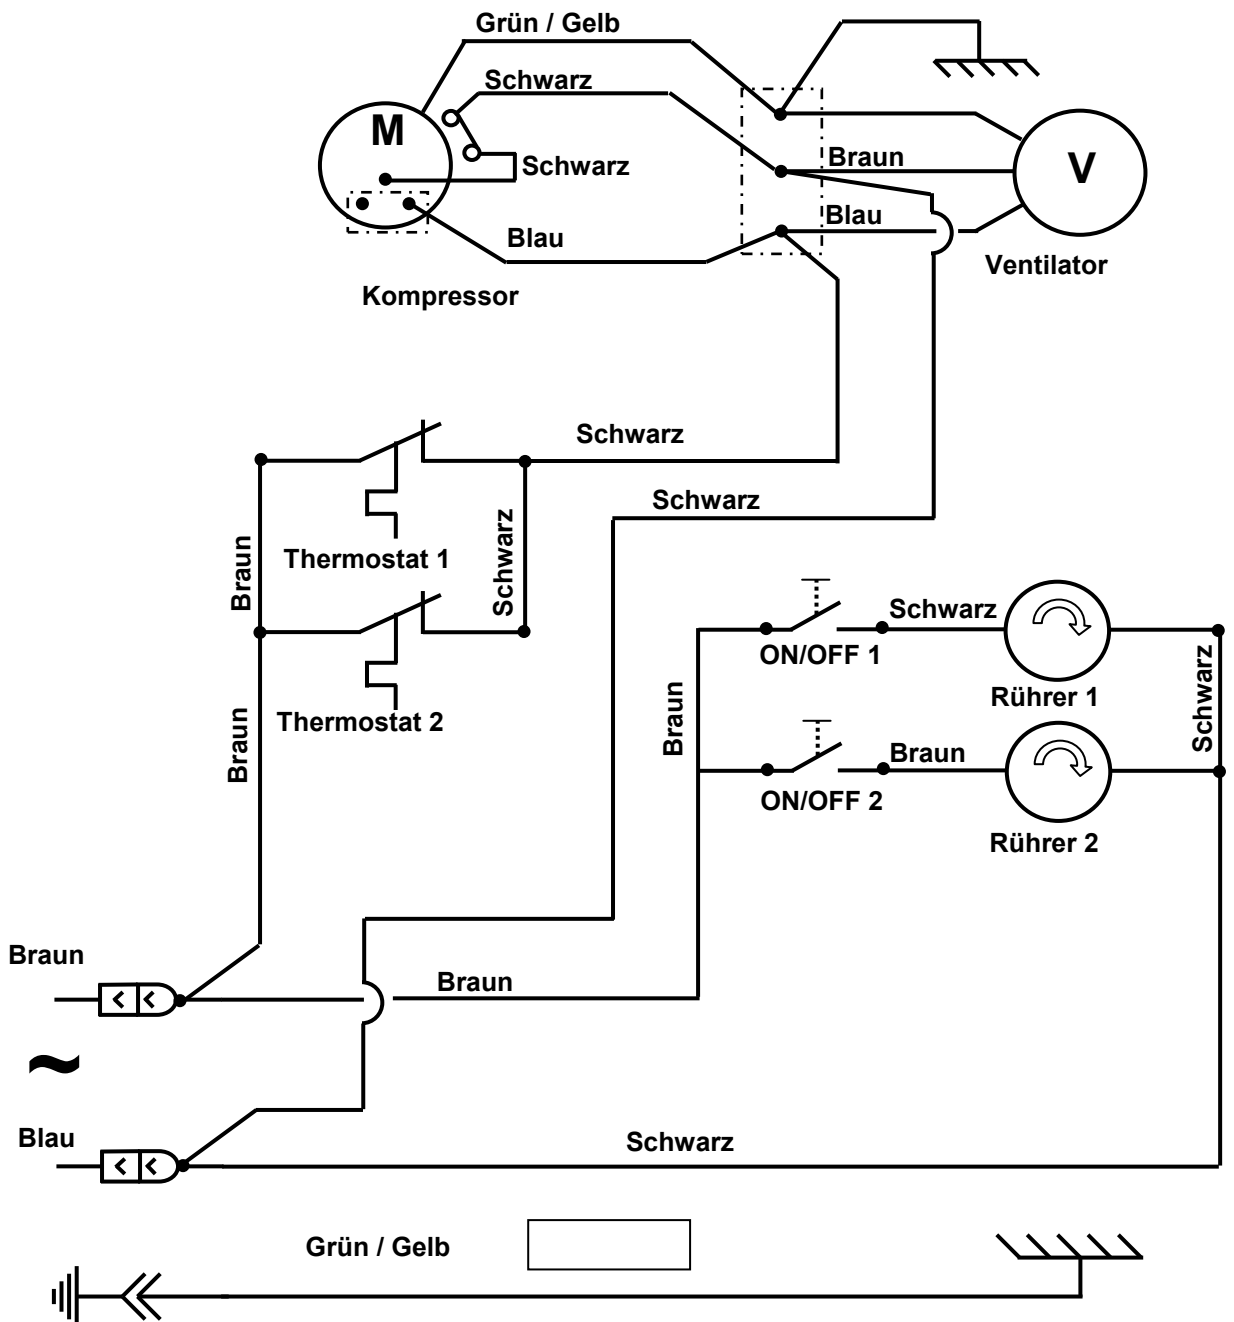 Grün / Gelb
Schwarz
M
Braun
V
Schwarz
Blau
Blau
Ventilator
Kompressor
Schwarz
Schwarz
Schwarz
Braun
Thermostat 1
Schwarz
ON/OFF 1
Rührer 1
Schwarz
Braun
Braun
Thermostat 2
Braun
ON/OFF 2
Rührer 2
Braun
Braun
~
Blau
Schwarz
Grün / Gelb